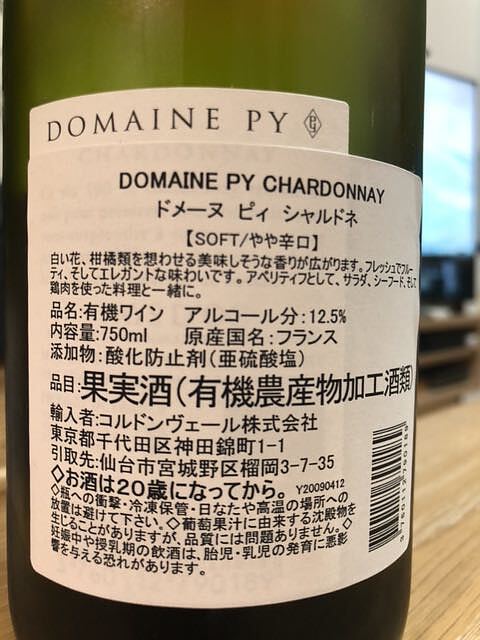 DOMAINE PY
DOMAINE PY CHARDONNAY
ドメーヌ ピィ シャルドネ
【SOFT/やや辛口】
白い花、柑橘類を想わせる美味しそうな香りが広がります。フレッシュでフルー
ティ、そしてエレガントな味わいです。アペリティフとして、サラダ、シーフード、そして
鶏肉を使った料理と一緒に。
品名:有機ワイン アルコール分:12.5%
内容量:750ml 原産国名:フランス
添加物:酸化防止剤(亜硫酸塩)
品目:果実酒(有機農産物加工酒類)
輸入者:コルドンヴェール株式会社
東京都千代田区神田錦町1-1
引取先:仙台市宮城野区榴岡3-7-35
◇お酒は20歳になってから。 Y20090412
◇瓶への衝撃・冷凍保管・日なたや高温の場所への
放置は避けて下さい。◇葡萄果汁に由来する沈殿物を
生じることがありますが、品質には問題ありません。◇
妊娠中や授乳期の飲酒は、胎児・乳児の発育に悪影
響を与える恐れがあります。